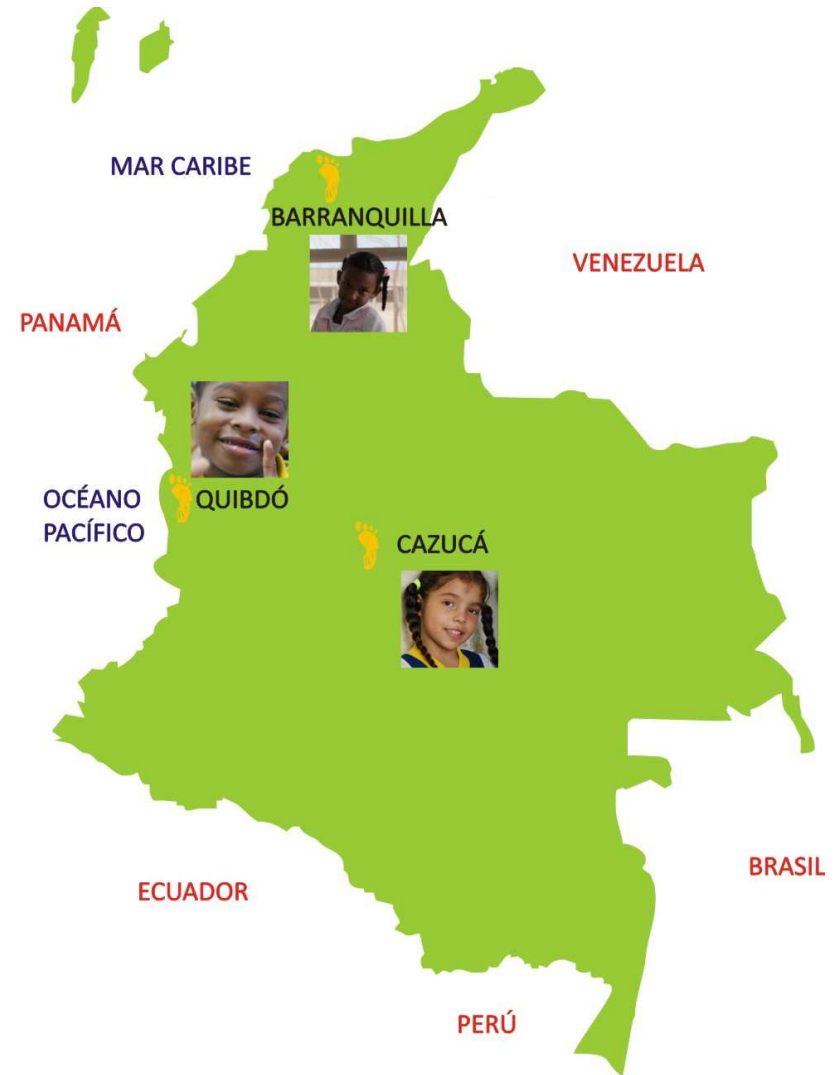 MAR CARIBE
BARRANQUILLA
VENEZUELA
PANAMÁ
OCÉANO
PACÍFICO
QUIBDÓ
CAZUCÁ
BRASIL
ECUADOR
PERÚ